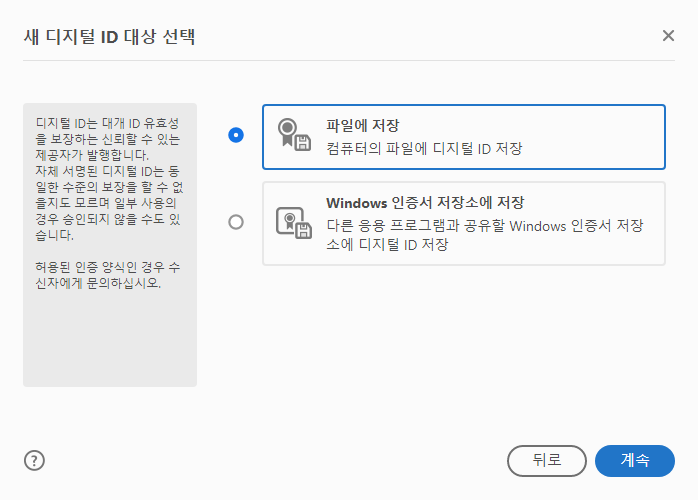 새 디지털 ID 대상 선택
디지털 ID는 대개 ID 유효성
을 보장하는 신뢰할 수 있는
제공자가 발행합니다.
자체 서명된 디지털 ID는 동
일한 수준의 보장을 할 수 없
을지도 모르며 일부 사용의
경우 승인되지 않을 수도 있
습니다.
허용된 인증 양식인 경우 수
신자에게 문의하십시오.
파일에 저장
컴퓨터의 파일에 디지털 ID 저장
Windows 인증서 저장소에 저장
다른 응용 프로그램과 공유할 Windows 인증서 저장
소에 디지털 ID 저장
?
뒤로
계속